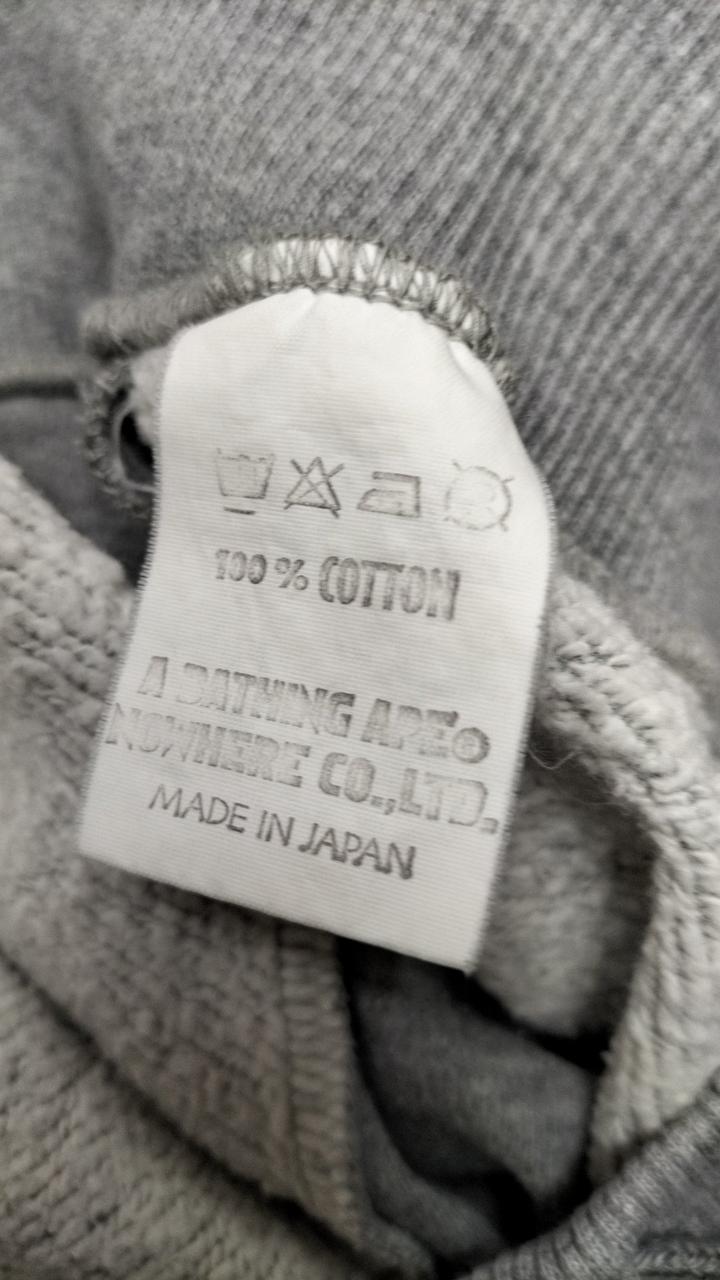 100% COTTON
A BATHING APE®
NOWHERE CO.,LTD.
MADE IN JAPAN